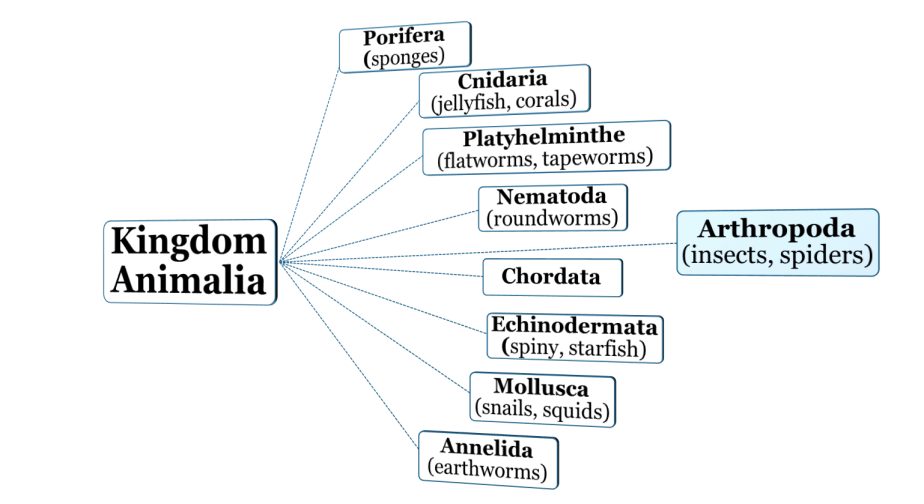 Porifera
(sponges)
Cnidaria
(jellyfish, corals)
Platyhelminthe
(flatworms, tapeworms)
Nematoda
(roundworms)
Kingdom
Animalia
Arthropoda
(insects, spiders)
Chordata
Echinodermata
(spiny, starfish)
Mollusca
(snails, squids)
Annelida
(earthworms)